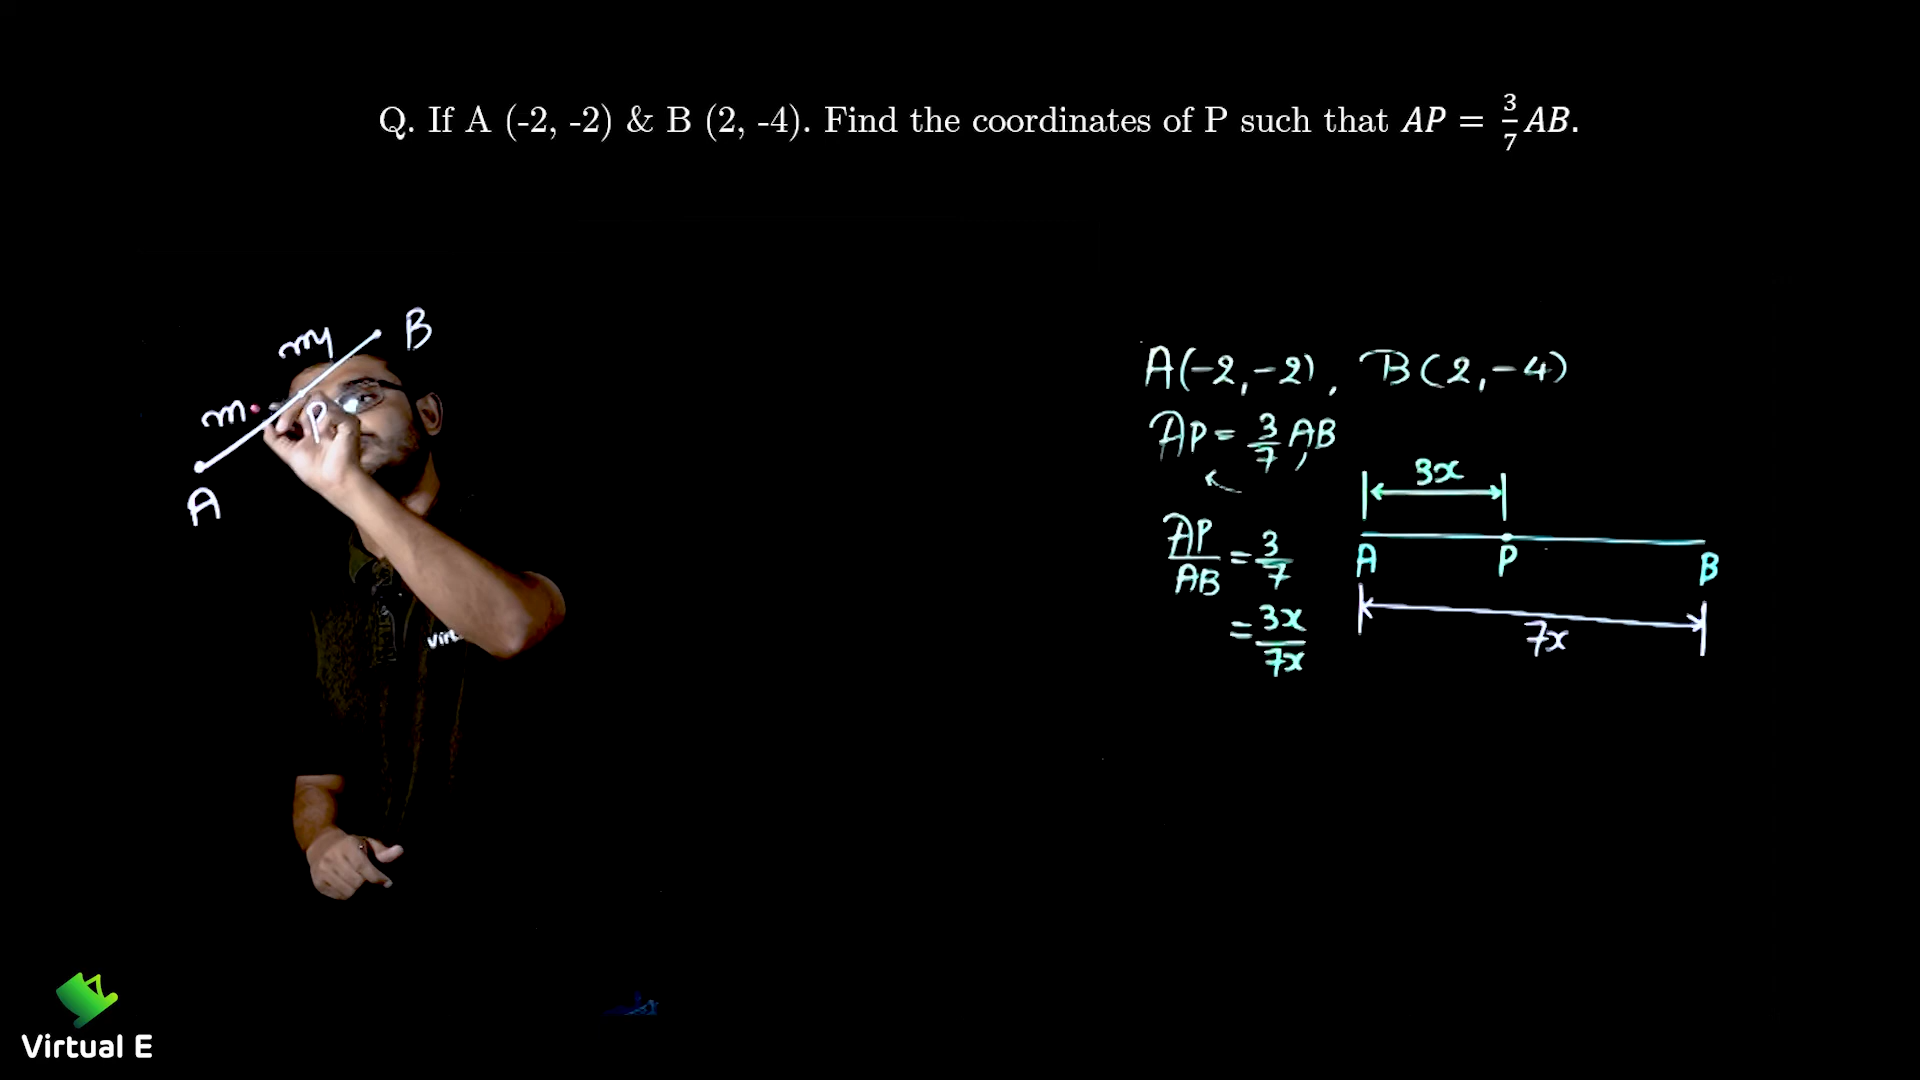 Q. If A (-2, -2) & B (2, -4). Find the coordinates of P such that AP = 3/7 AB.
my B
m P
A
A(-2,-2), B(2,-4)
AP = 3/7 AB,
3x
AP/AB = 3/7
A P B
= 3x/7x
7x
Virtual E